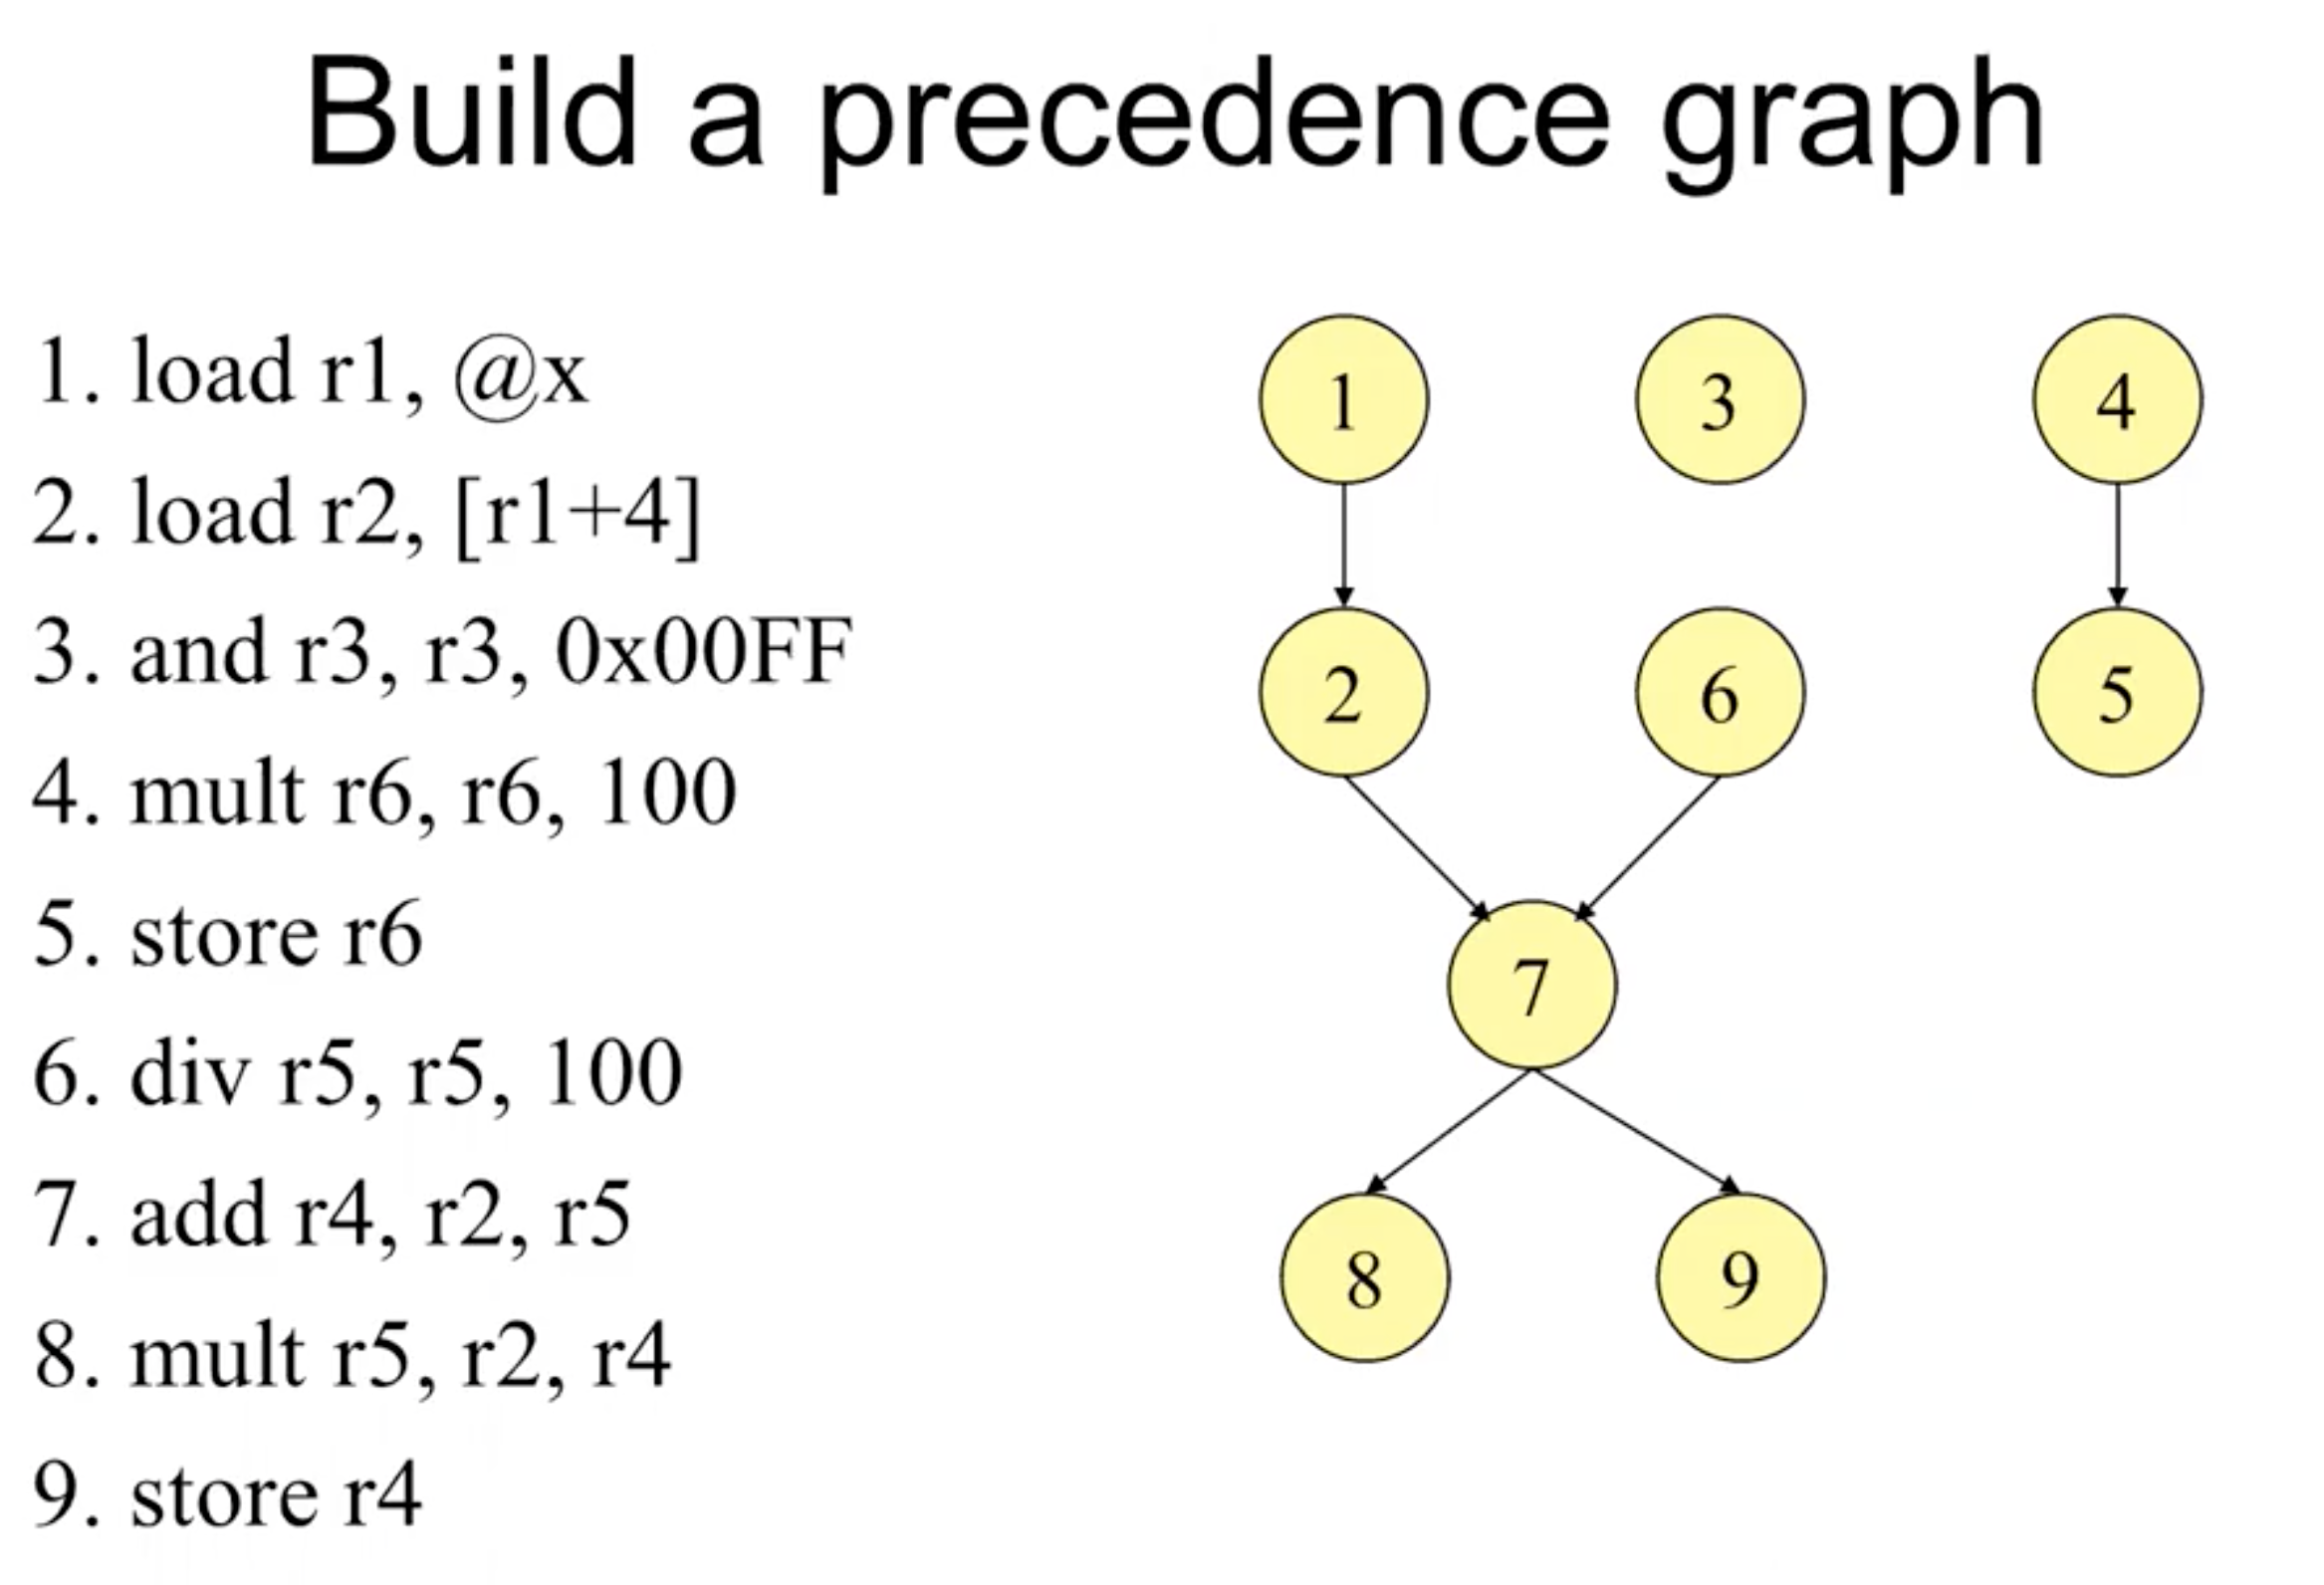 Build a precedence graph
1. load r1, @x
2. load r2, [r1+4]
3. and r3, r3, 0x00FF
4. mult r6, r6, 100
5. store r6
6. div r5, r5, 100
7. add r4, r2, r5
8. mult r5, r2, r4
9. store r4
1 3 4
2 6 5
7
8 9